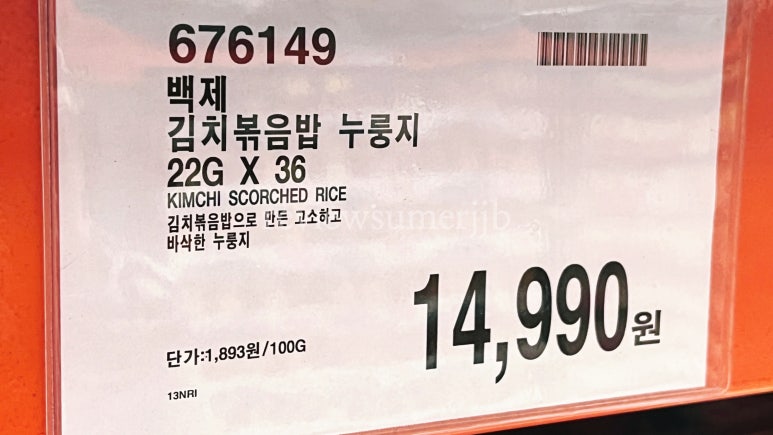 676149
백제
김치볶음밥 누룽지
22G X 36
KIMCHI SCORCHED RICE
김치볶음밥으로 만든 고소하고
바삭한 누룽지
14,990원
단가:1,893원/100G
13NRI